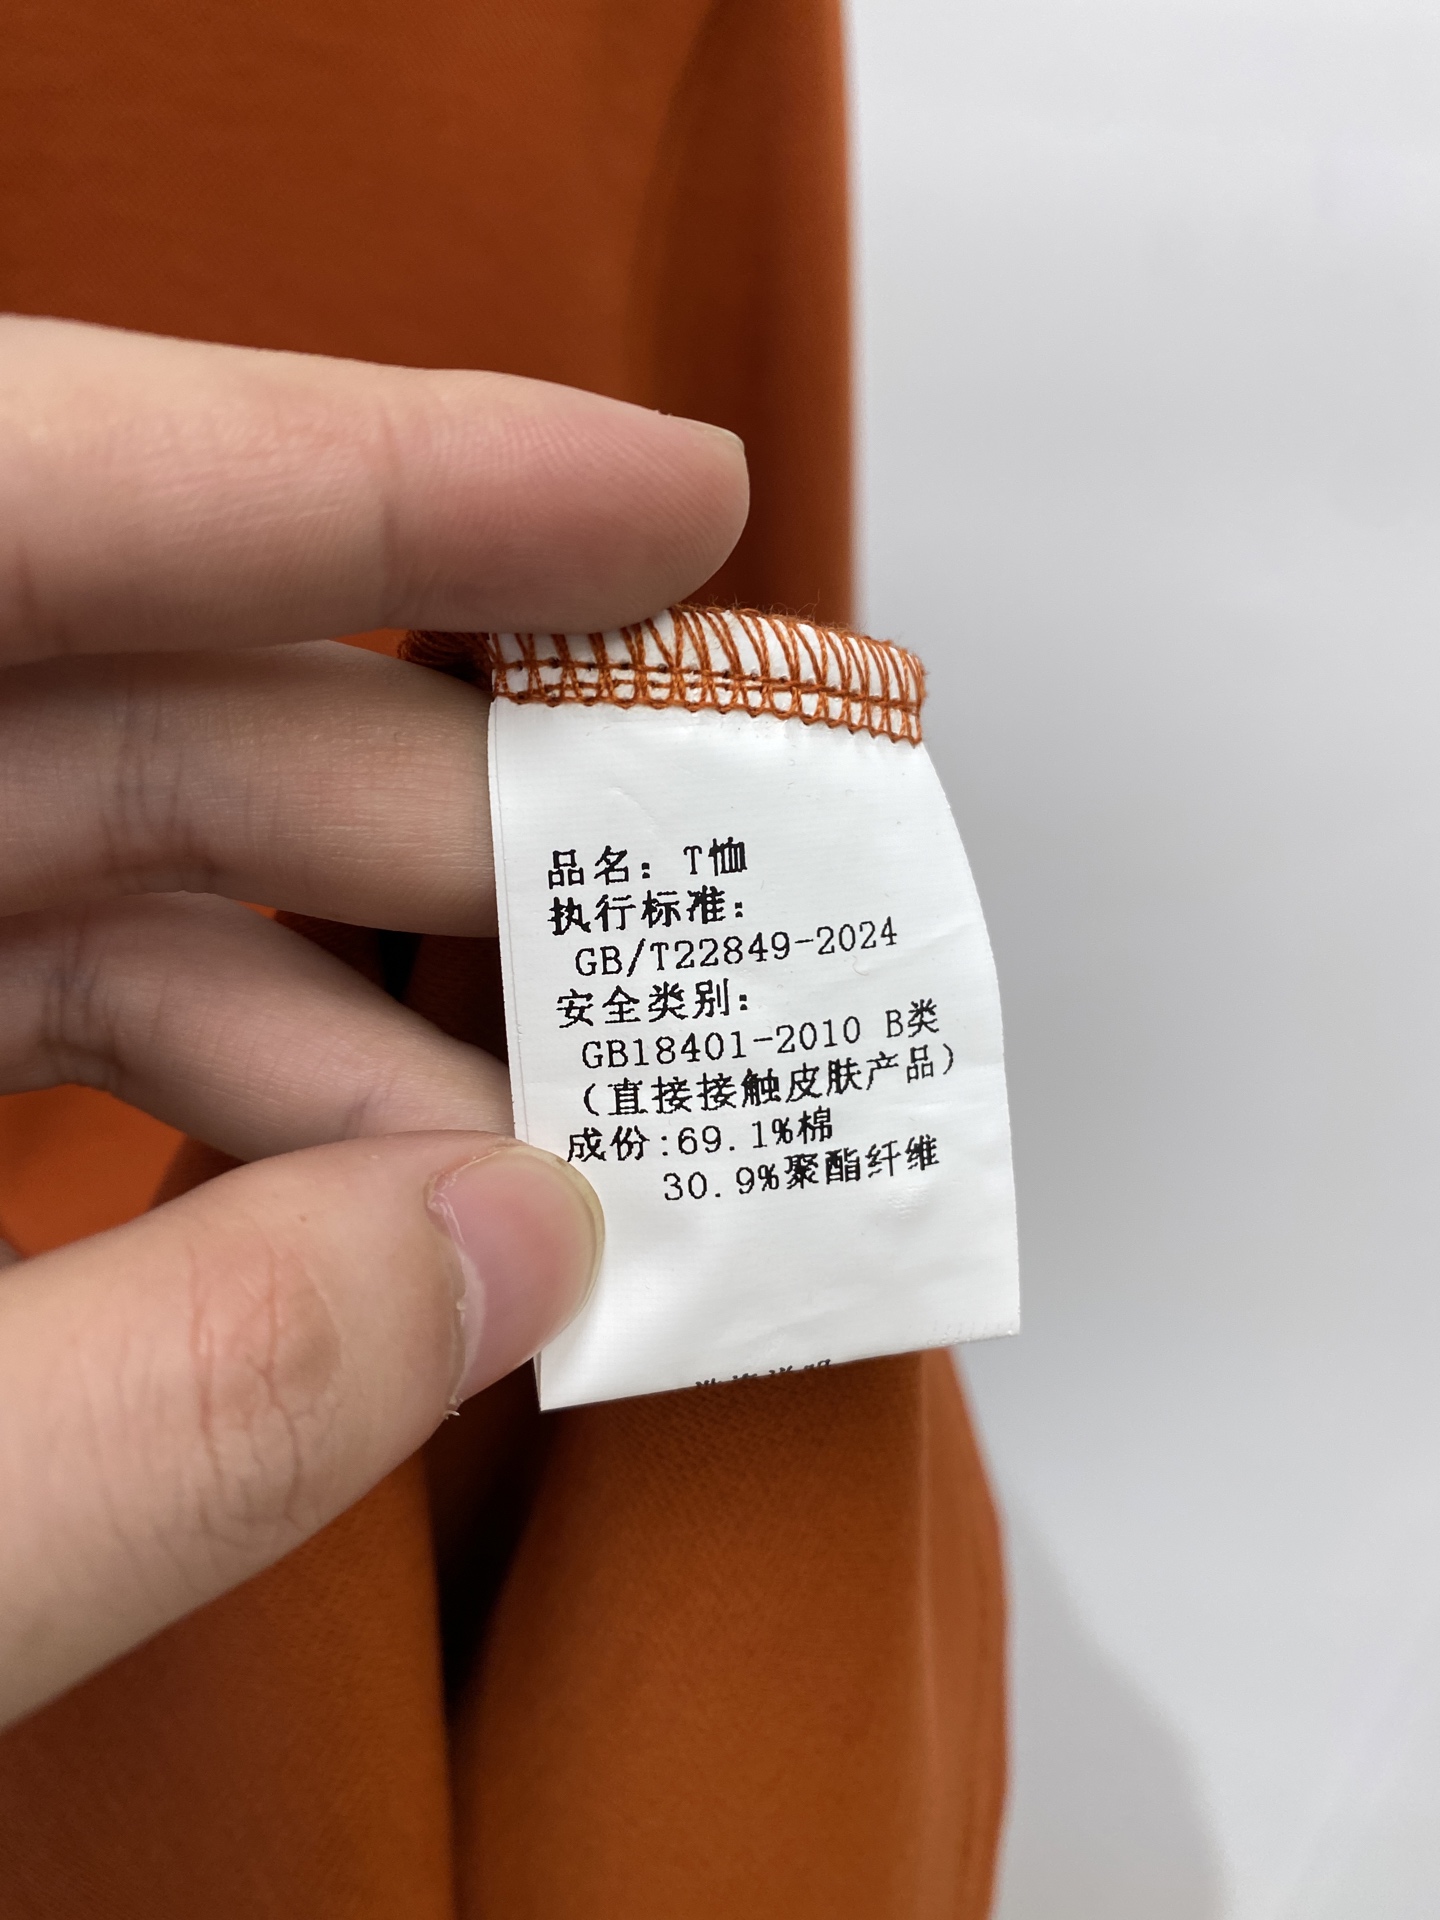 品名：T恤
执行标准：
GB/T22849-2024
安全类别：
GB18401-2010 B类
（直接接触皮肤产品）
成份:69.1%棉
30.9%聚酯纤维